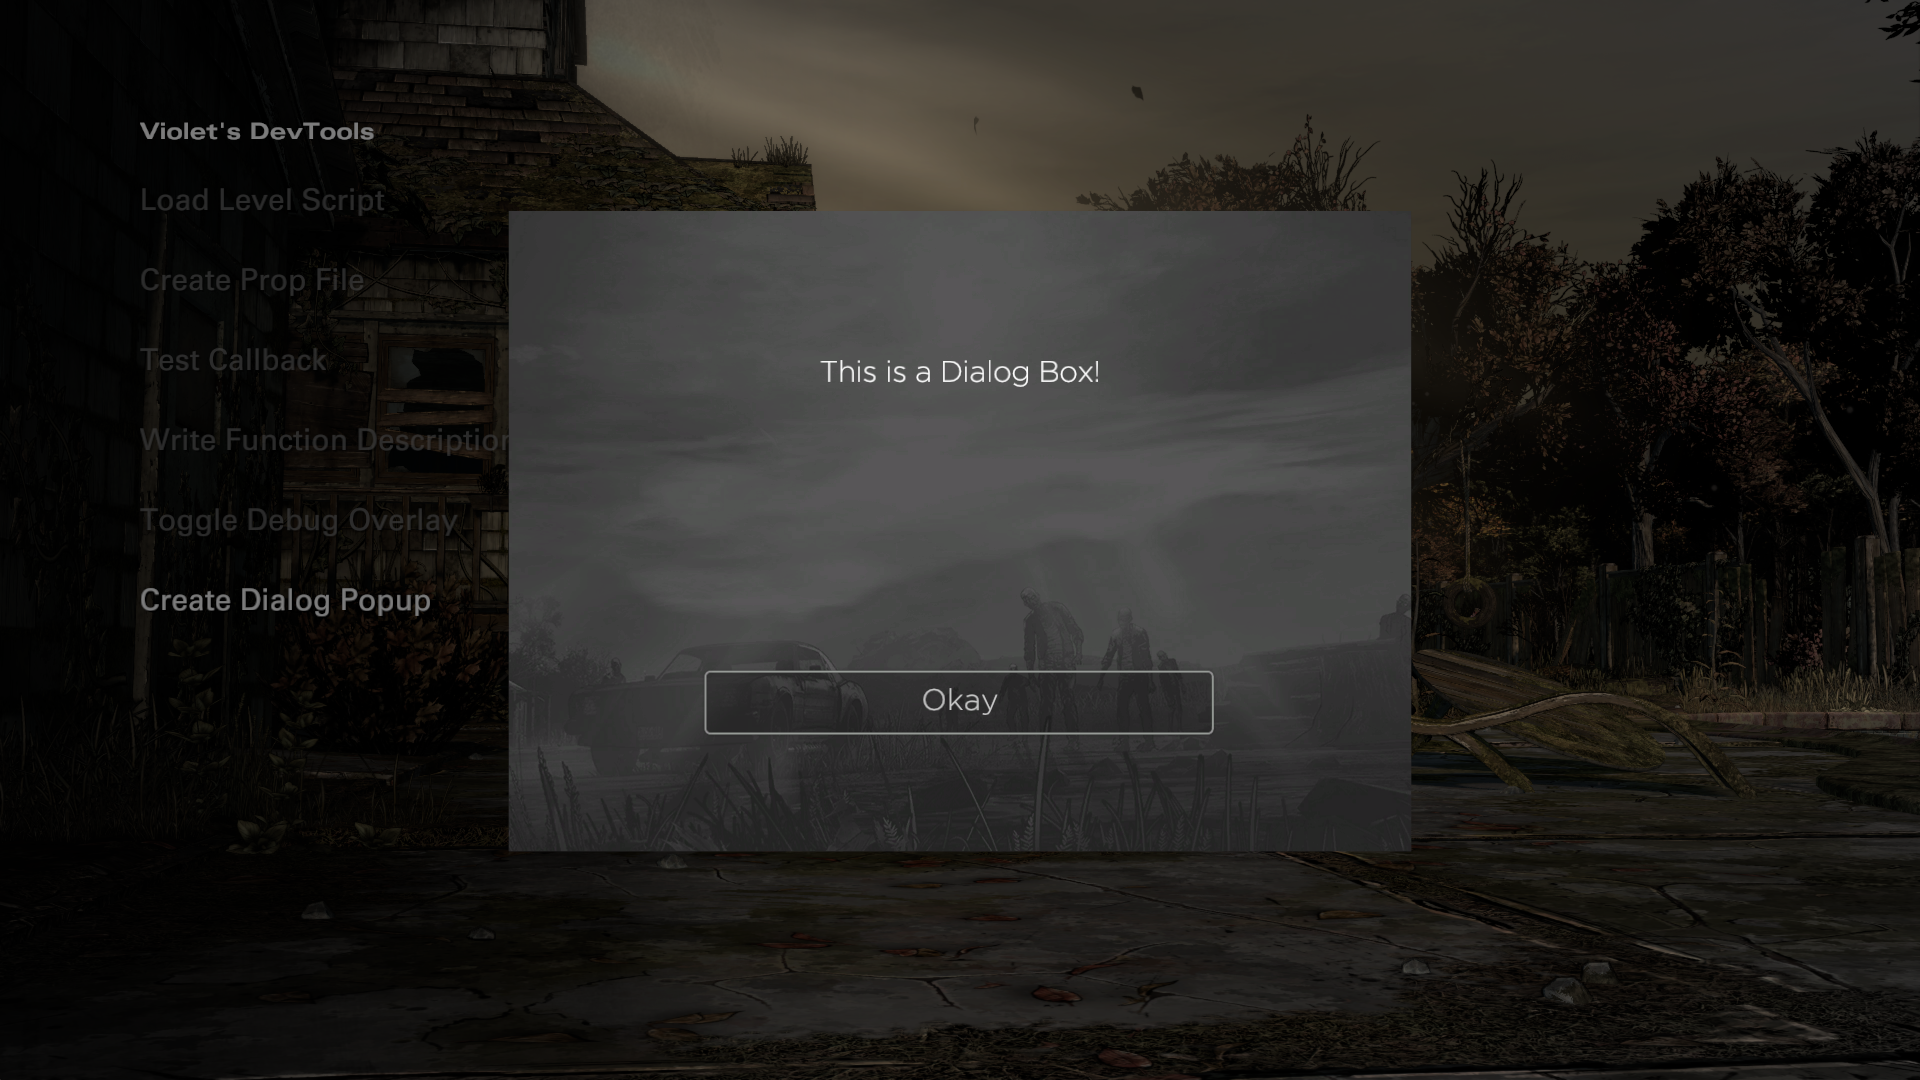 Violet's DevTools
Load Level Script
Create Prop File
Test Callback
Write Function Description
Toggle Debug Overlay
Create Dialog Popup
This is a Dialog Box!
Okay